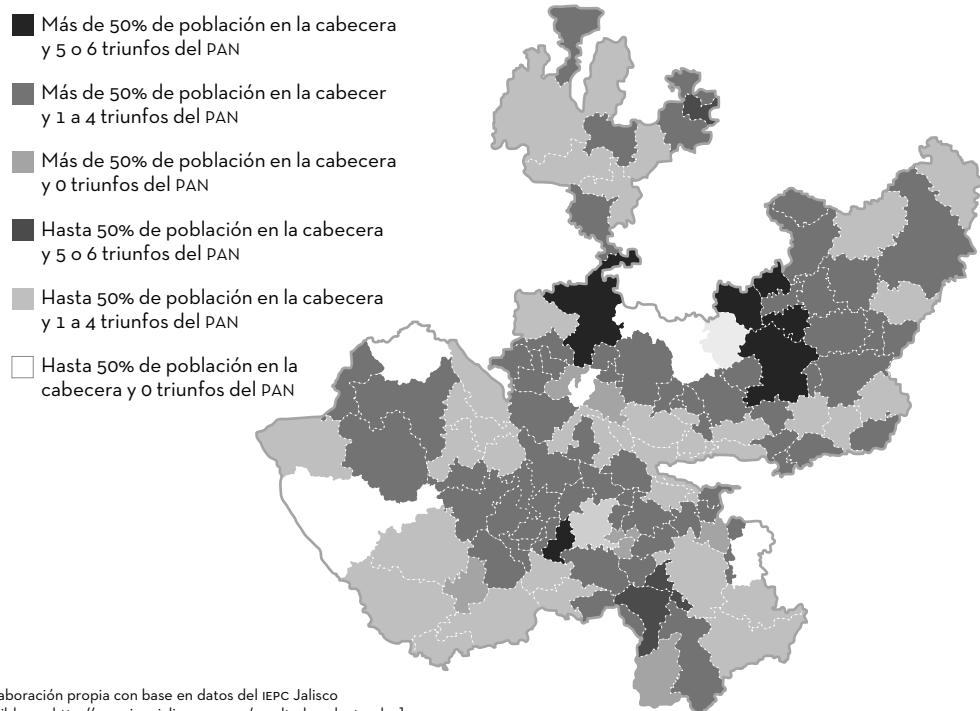 Más de 50% de población en la cabecera
y 5 o 6 triunfos del PAN
Más de 50% de población en la cabecer
y 1 a 4 triunfos del PAN
Más de 50% de población en la cabecera
y 0 triunfos del PAN
Hasta 50% de población en la cabecera
y 5 o 6 triunfos del PAN
Hasta 50% de población en la cabecera
y 1 a 4 triunfos del PAN
Hasta 50% de población en la
cabecera y 0 triunfos del PAN
aboración propia con base en datos del IEPC Jalisco